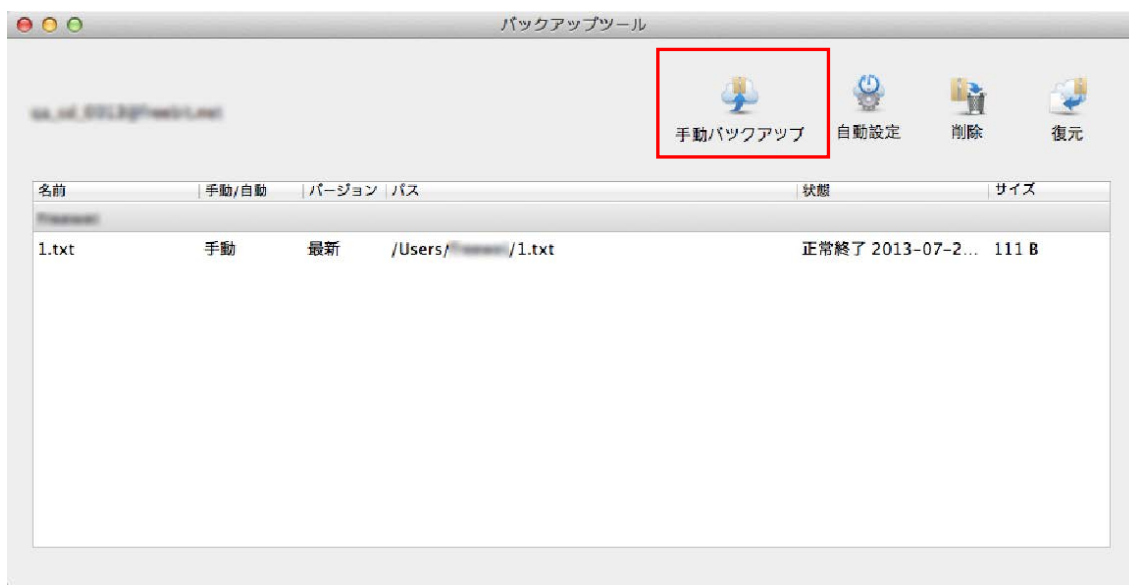 バックアップツール
手動バックアップ 自動設定 削除 復元
名前 手動/自動 バージョン パス 状態 サイズ
1.txt 手動 最新 /Users/ /1.txt 正常終了 2013-07-2... 111 B